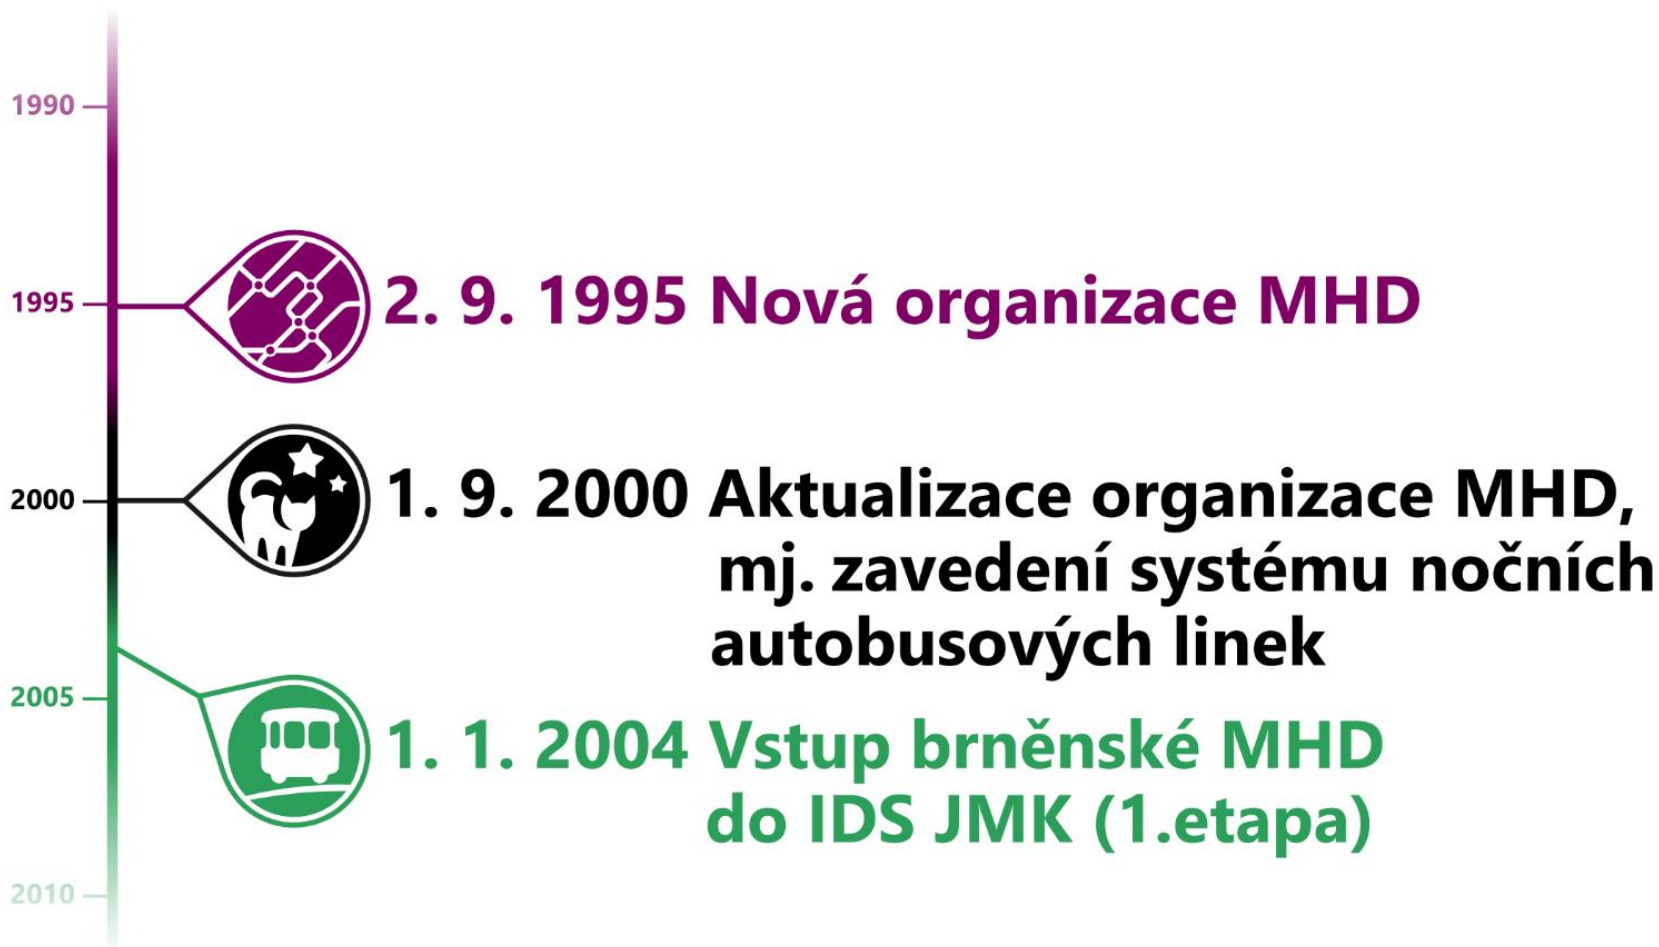 1990
1995
2. 9. 1995 Nová organizace MHD
2000
1. 9. 2000 Aktualizace organizace MHD,
mj. zavedení systému nočních
autobusových linek
2005
1. 1. 2004 Vstup brněnské MHD
do IDS JMK (1.etapa)
2010